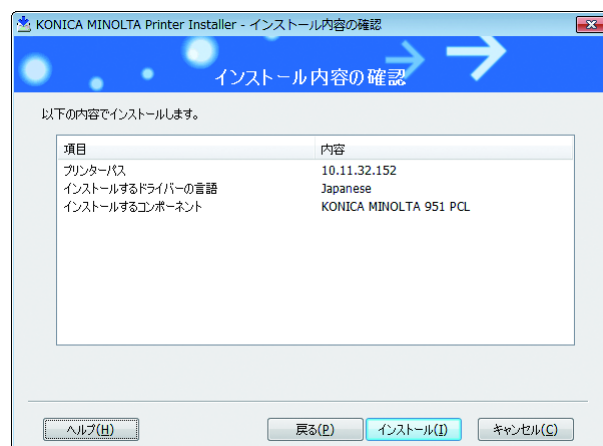 KONICA MINOLTA Printer Installer - インストール内容の確認
インストール内容の確認
以下の内容でインストールします。
項目 内容
プリンターパス 10.11.32.152
インストールするドライバーの言語 Japanese
インストールするコンポーネント KONICA MINOLTA 951 PCL
ヘルプ(H) 戻る(P) インストール(I) キャンセル(C)